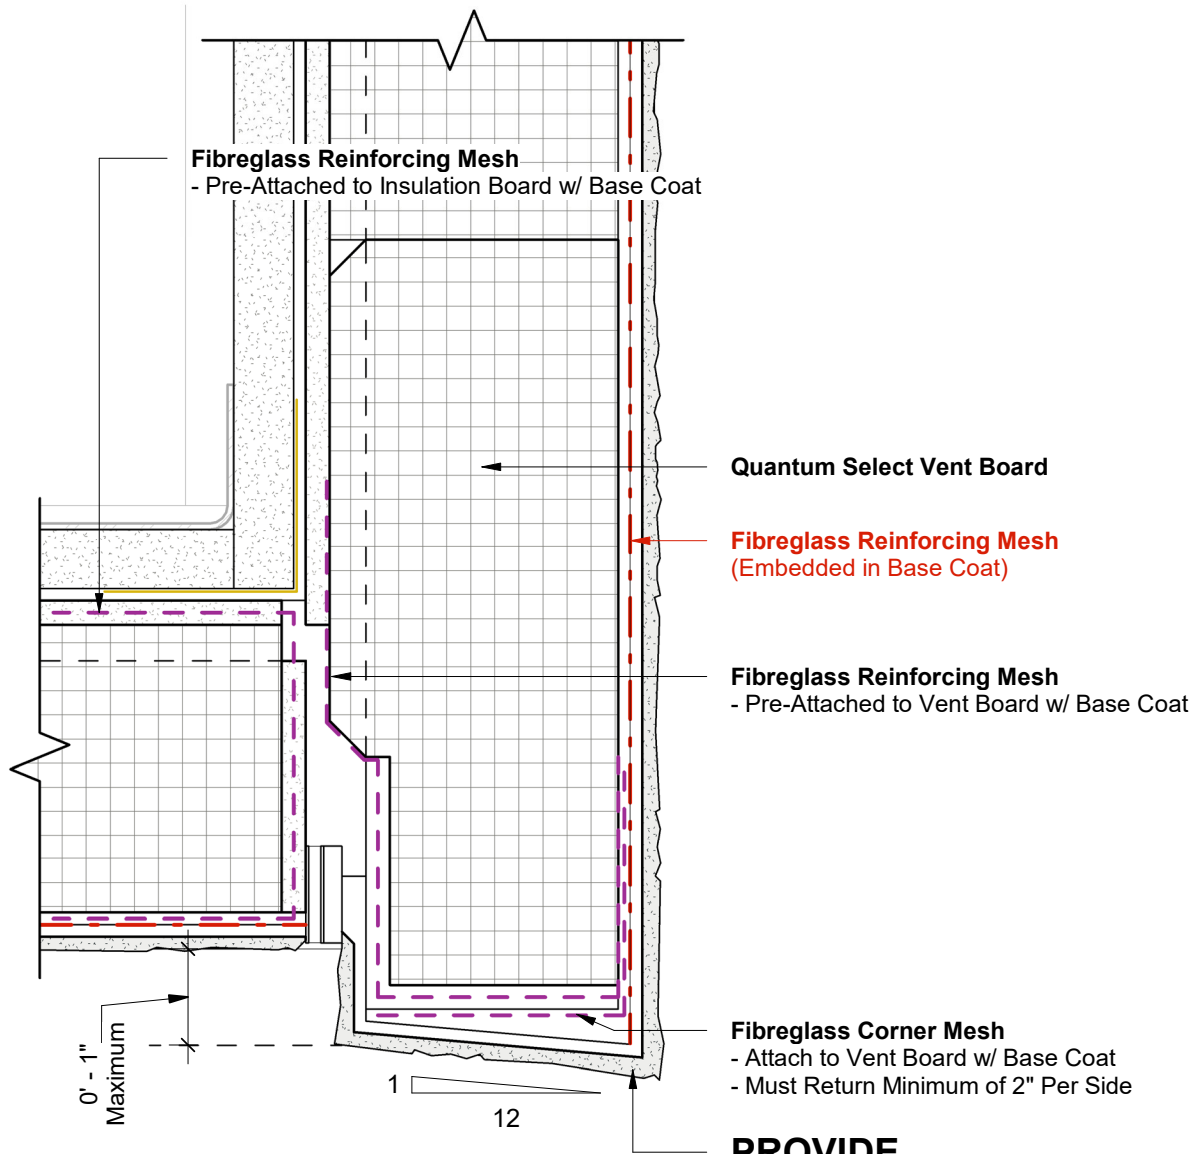 Fibreglass Reinforcing Mesh
- Pre-Attached to Insulation Board w/ Base Coat
Quantum Select Vent Board
Fibreglass Reinforcing Mesh
(Embedded in Base Coat)
Fibreglass Reinforcing Mesh
- Pre-Attached to Vent Board w/ Base Coat
0' - 1"
Maximum
Fibreglass Corner Mesh
- Attach to Vent Board w/ Base Coat
- Must Return Minimum of 2" Per Side
1
12
PROVIDE